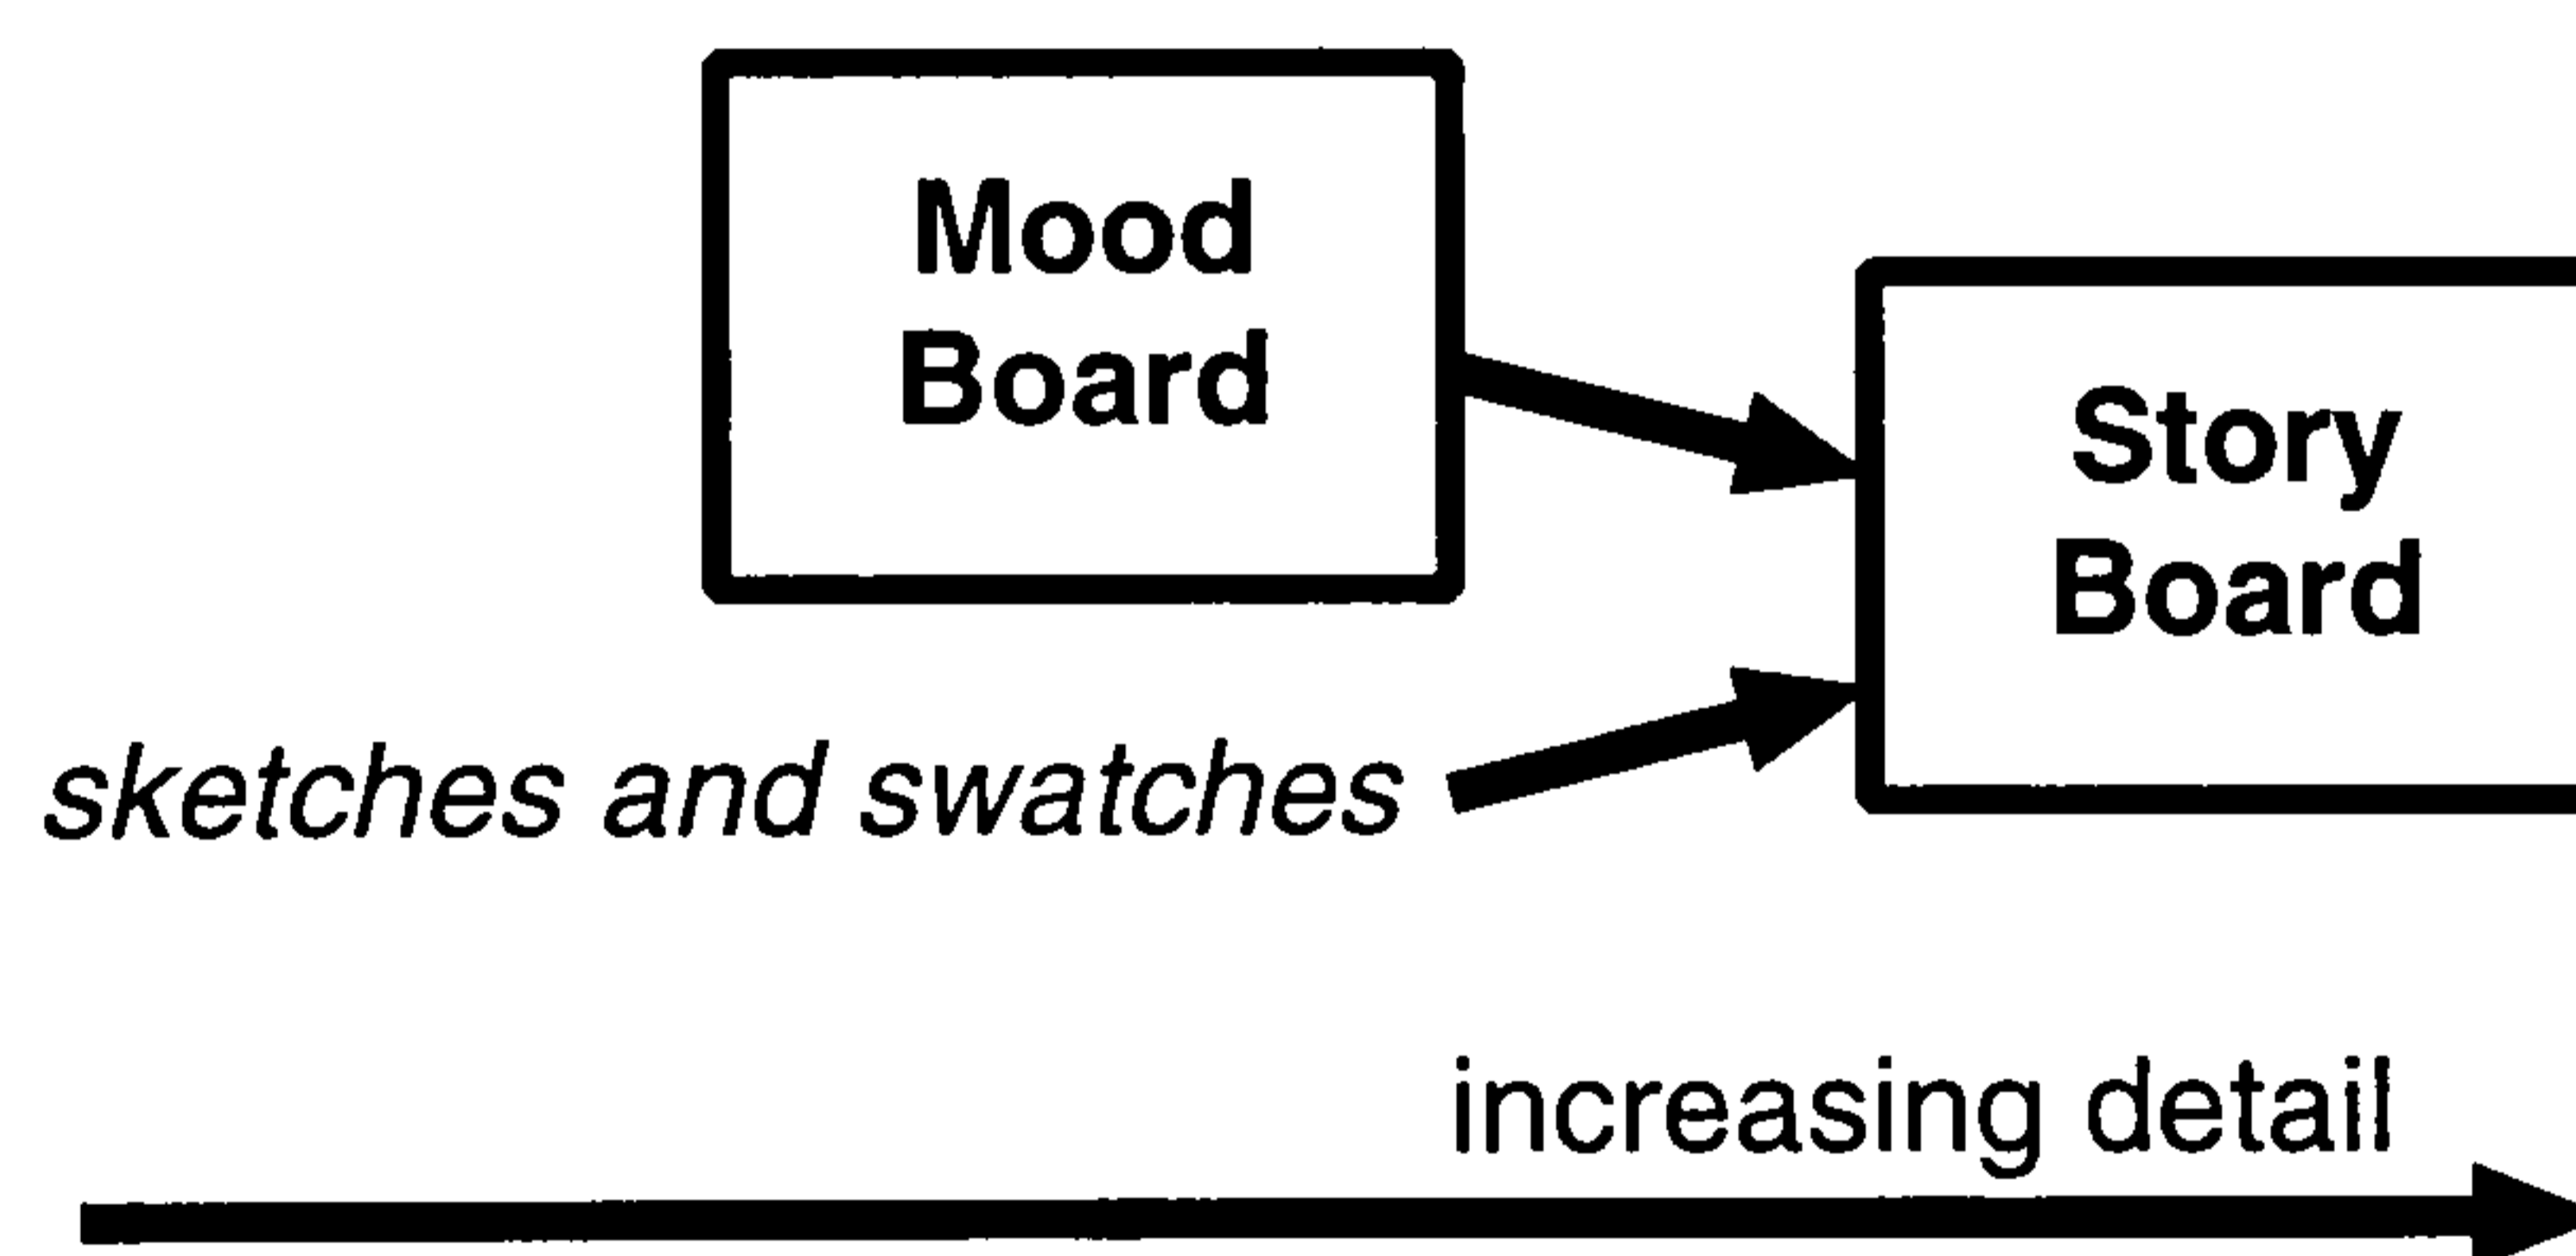 Mood
Board
Story
Board
sketches and swatches
increasing detail